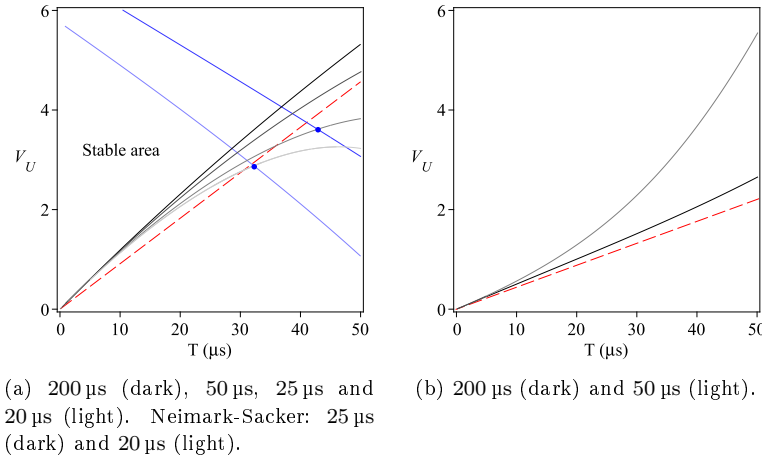 6
4
2
0
V_U
Stable area
0 10 20 30 40 50
T (µs)
6
4
2
0
V_U
0 10 20 30 40 50
T (µs)
(a) 200 µs (dark), 50 µs, 25 µs and
20 µs (light). Neimark-Sacker: 25 µs
(dark) and 20 µs (light).
(b) 200 µs (dark) and 50 µs (light).